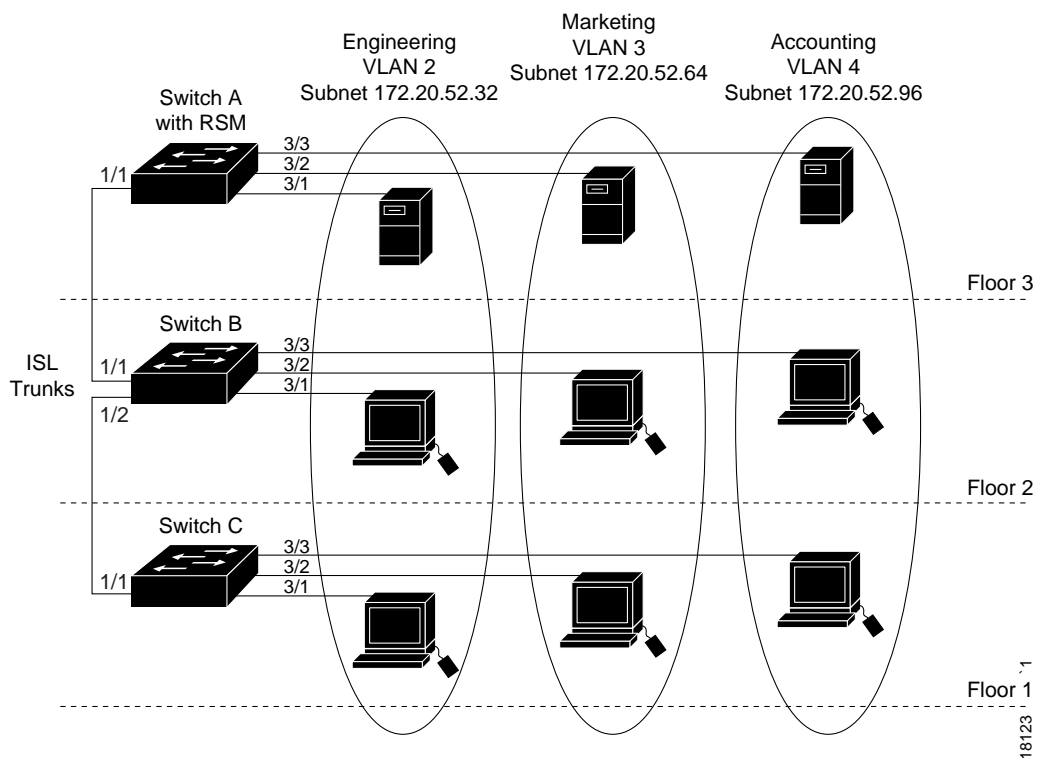 Engineering
VLAN 2
Subnet 172.20.52.32
Marketing
VLAN 3
Subnet 172.20.52.64
Accounting
VLAN 4
Subnet 172.20.52.96
Switch A
with RSM
1/1
3/3
3/2
3/1
Floor 3
Switch B
ISL
Trunks
1/1
1/2
3/3
3/2
3/1
Floor 2
Switch C
1/1
3/3
3/2
3/1
Floor 1
18123
`1